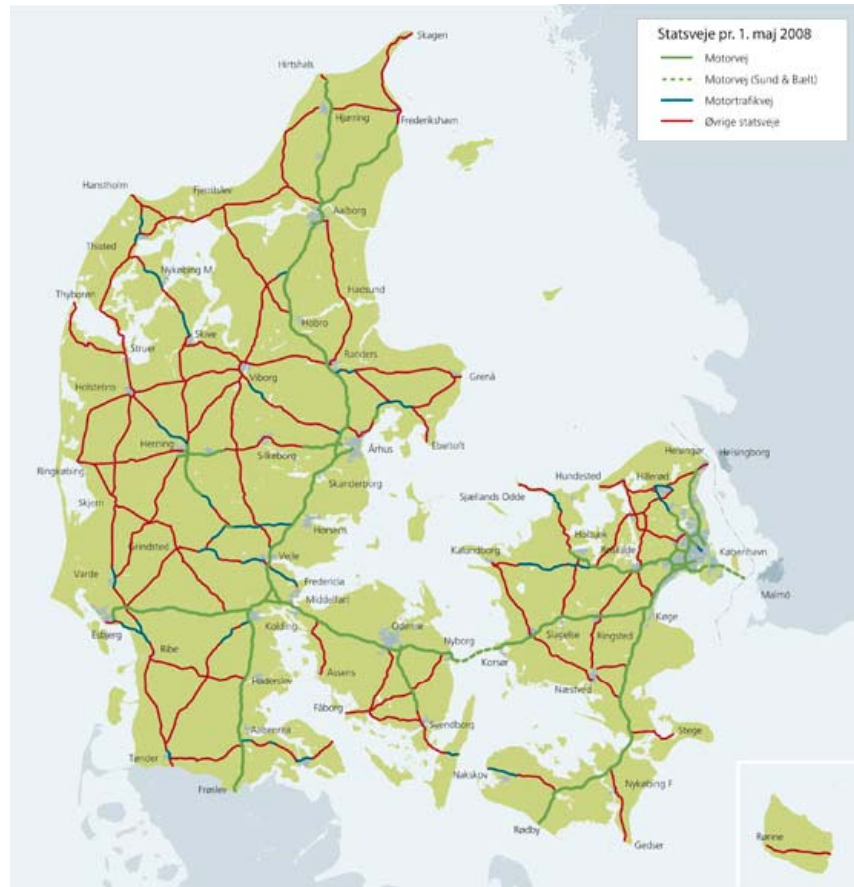 Statsveje pr. 1. maj 2008
Motorvej
Motorvej (Sund & Bælt)
Motortrafikvej
Øvrige statsveje
Skagen
Hirtshals
Hjørring
Frederikshavn
Hanstholm
Fjerritslev
Aalborg
Thisted
Nykøbing M.
Hadsund
Thyborøn
Hobro
Struer
Skive
Randers
Viborg
Grenå
Holstebro
Herning
Silkeborg
Århus
Ebeltoft
Ringkøbing
Skanderborg
Skjern
Horsens
Grindsted
Vejle
Varde
Fredericia
Middelfart
Esbjerg
Kolding
Odense
Nyborg
Ribe
Assens
Haderslev
Fåborg
Svendborg
Aabenraa
Tønder
Frøslev
Helsingør
Helsingborg
Hundested
Hillerød
Sjællands Odde
Holbæk
Roskilde
København
Kalundborg
Malmö
Køge
Slagelse
Ringsted
Korsør
Næstved
Stege
Nakskov
Nykøbing F
Rødby
Gedser
Rønne